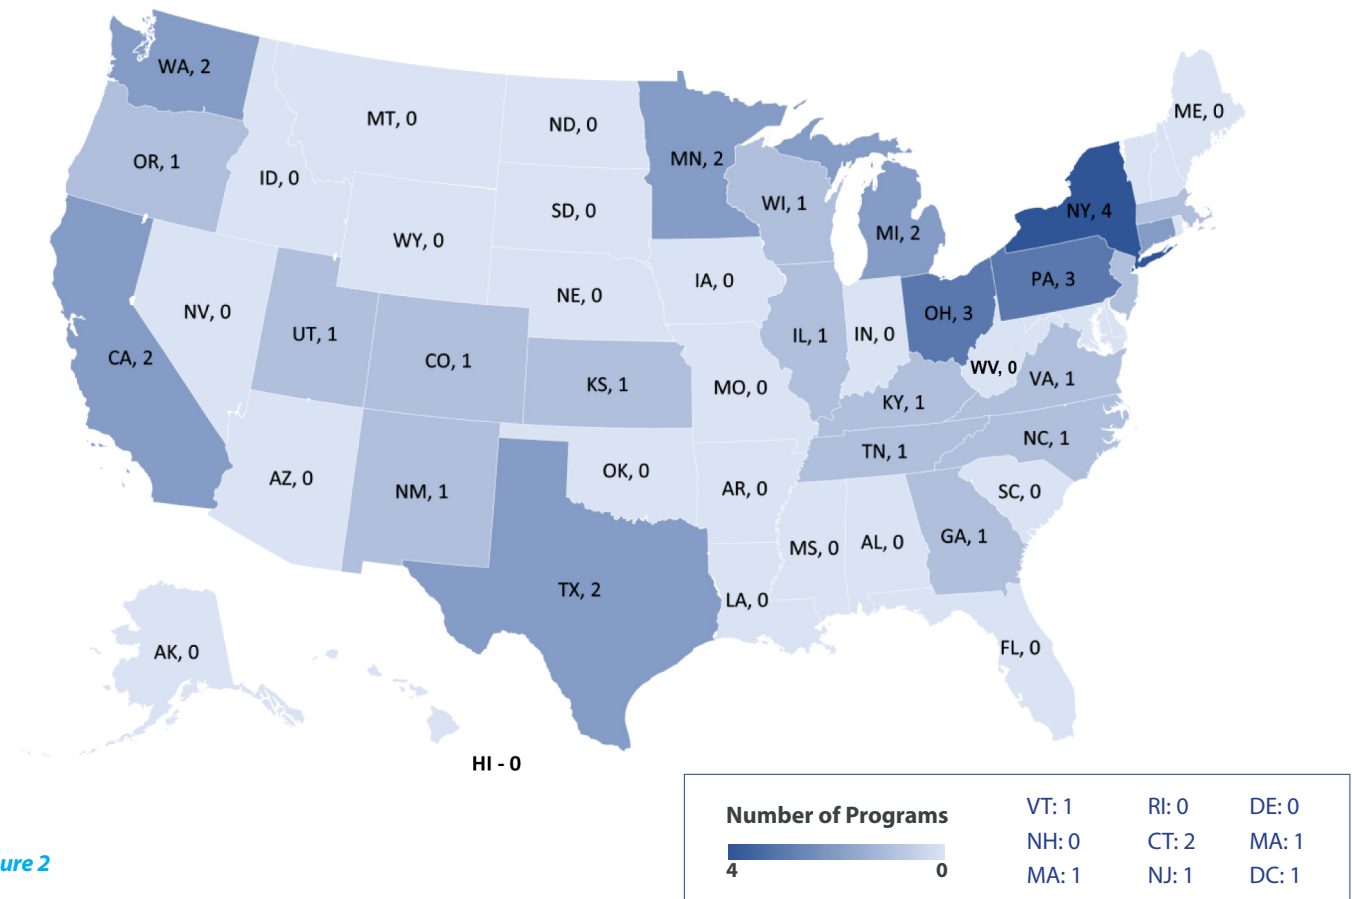 WA, 2
MT, 0
ND, 0
ME, 0
OR, 1
ID, 0
MN, 2
SD, 0
WI, 1
NY, 4
WY, 0
MI, 2
IA, 0
PA, 3
NE, 0
NV, 0
OH, 3
UT, 1
IL, 1
IN, 0
CA, 2
CO, 1
WV, 0
KS, 1
MO, 0
VA, 1
KY, 1
NC, 1
TN, 1
AZ, 0
OK, 0
NM, 1
AR, 0
SC, 0
GA, 1
MS, 0
AL, 0
TX, 2
LA, 0
AK, 0
FL, 0
HI - 0
Number of Programs
4 0
VT: 1 RI: 0 DE: 0
NH: 0 CT: 2 MA: 1
MA: 1 NJ: 1 DC: 1
ure 2